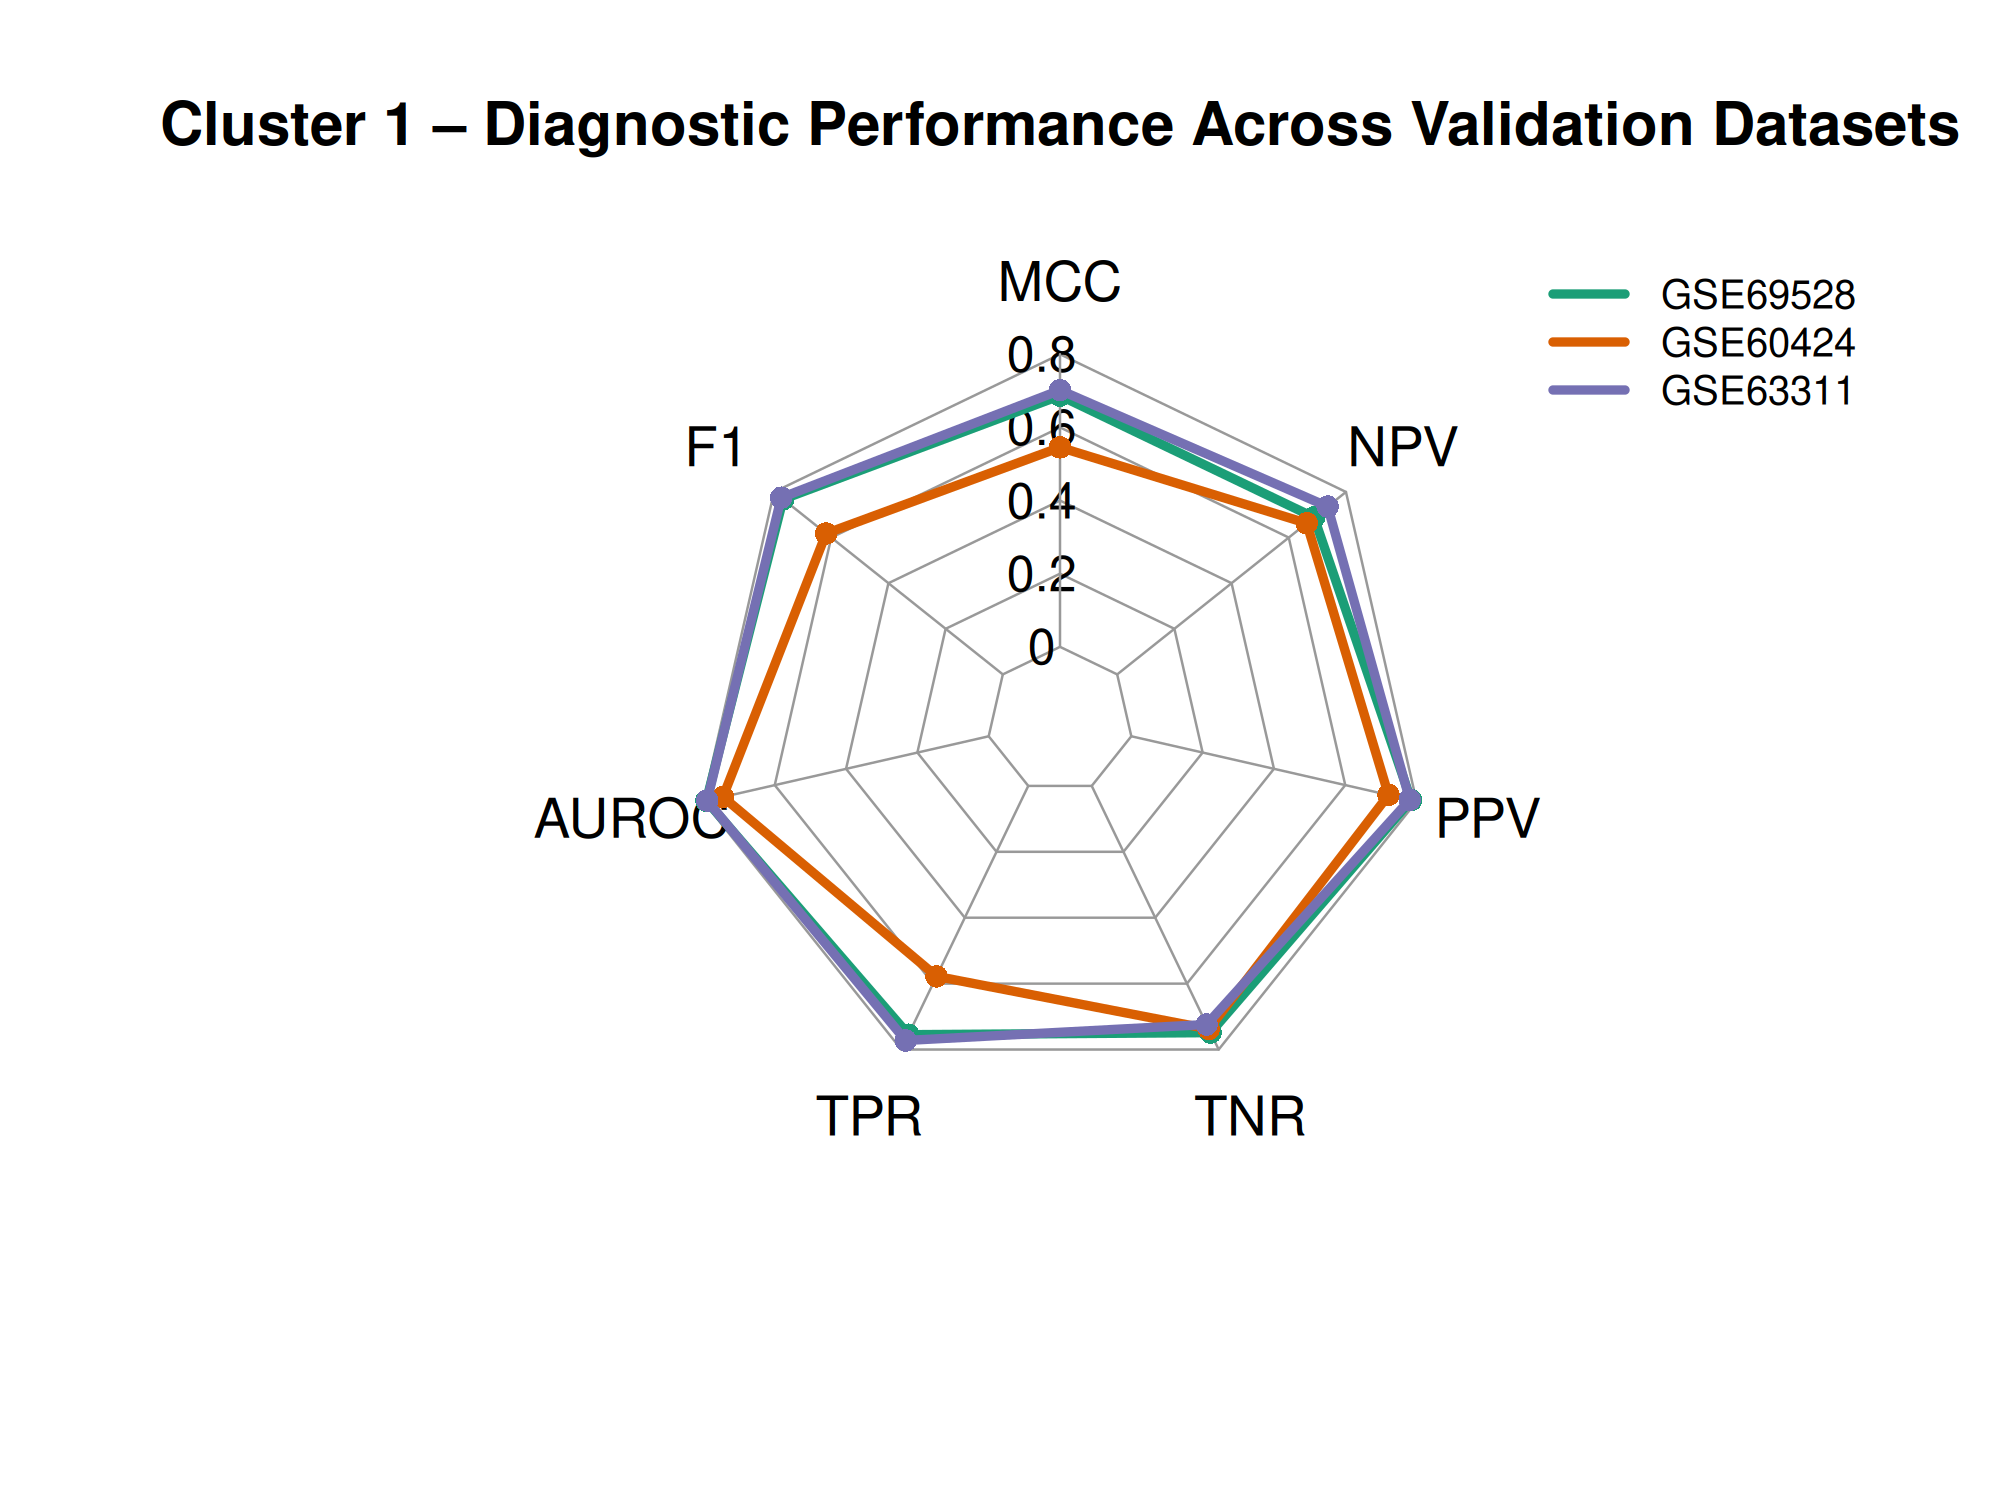 Cluster 1 – Diagnostic Performance Across Validation Datasets
MCC
GSE69528
GSE60424
GSE63311
0.8
0.6
0.4
0.2
0
F1
NPV
AUROC
PPV
TPR
TNR